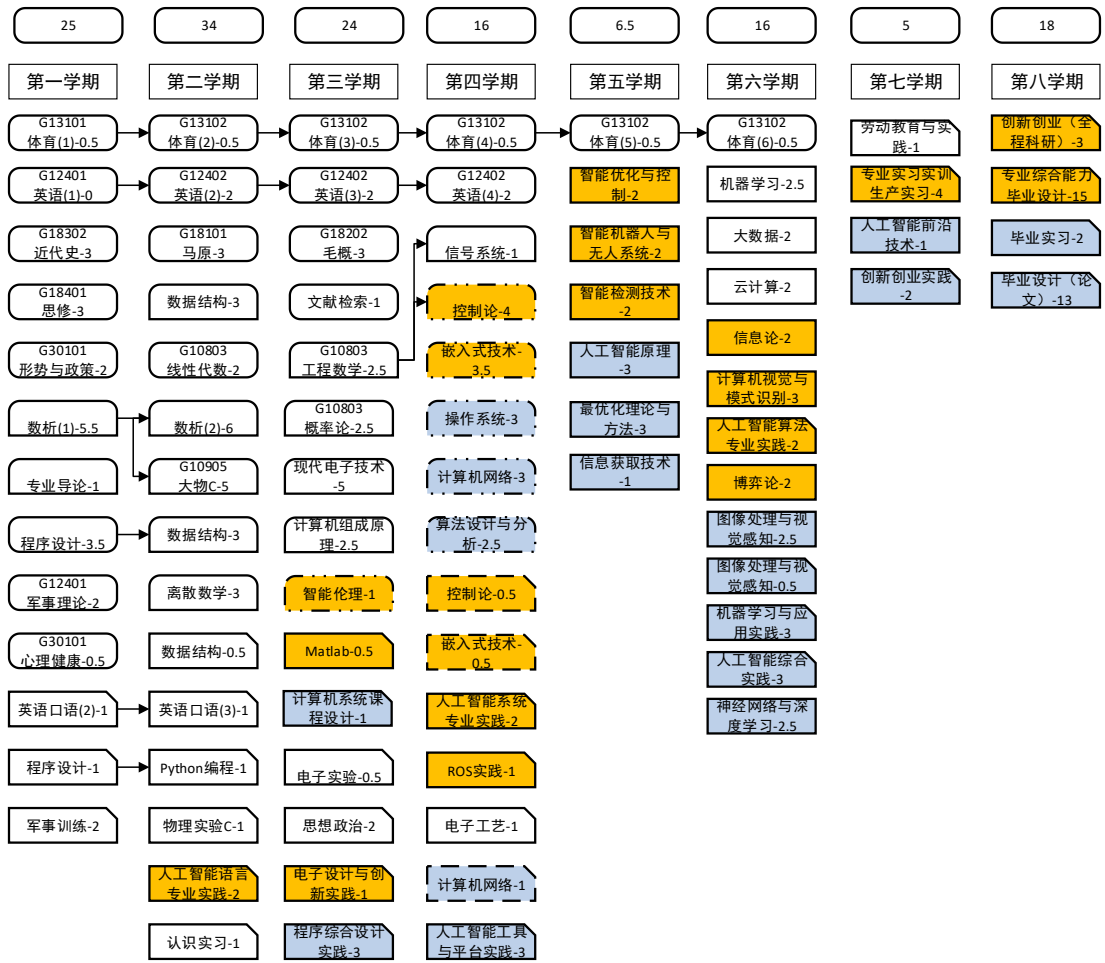 25
34
24
16
6.5
16
5
18
第一学期
第二学期
第三学期
第四学期
第五学期
第六学期
第七学期
第八学期
G13101
体育(1)-0.5
G13102
体育(2)-0.5
G13102
体育(3)-0.5
G13102
体育(4)-0.5
G13102
体育(5)-0.5
G13102
体育(6)-0.5
劳动教育与实
践-1
创新创业（全
程科研）-3
G12401
英语(1)-0
G12402
英语(2)-2
G12402
英语(3)-2
G12402
英语(4)-2
智能优化与控
制-2
机器学习-2.5
专业实习实训
生产实习-4
专业综合能力
毕业设计-15
G18302
近代史-3
G18101
马原-3
G18202
毛概-3
信号系统-1
智能机器人与
无人系统-2
大数据-2
人工智能前沿
技术-1
毕业实习-2
G18401
思修-3
数据结构-3
文献检索-1
控制论-4
智能检测技术
-2
云计算-2
创新创业实践
-2
毕业设计（论
文）-13
G30101
形势与政策-2
G10803
线性代数-2
G10803
工程数学-2.5
嵌入式技术-
3.5
人工智能原理
-3
信息论-2
数析(1)-5.5
数析(2)-6
G10803
概率论-2.5
操作系统-3
最优化理论与
方法-3
计算机视觉与
模式识别-3
专业导论-1
G10905
大物C-5
现代电子技术
-5
计算机网络-3
信息获取技术
-1
人工智能算法
专业实践-2
博弈论-2
程序设计-3.5
数据结构-3
计算机组成原
理-2.5
算法设计与分
析-2.5
图像处理与视
觉感知-2.5
G12401
军事理论-2
离散数学-3
智能伦理-1
控制论-0.5
图像处理与视
觉感知-0.5
G30101
心理健康-0.5
数据结构-0.5
Matlab-0.5
嵌入式技术-
0.5
机器学习与应
用实践-3
人工智能综合
实践-3
英语口语(2)-1
英语口语(3)-1
计算机系统课
程设计-1
人工智能系统
专业实践-2
神经网络与深
度学习-2.5
程序设计-1
Python编程-1
电子实验-0.5
ROS实践-1
军事训练-2
物理实验C-1
思想政治-2
电子工艺-1
人工智能语言
专业实践-2
电子设计与创
新实践-1
计算机网络-1
认识实习-1
程序综合设计
实践-3
人工智能工具
与平台实践-3